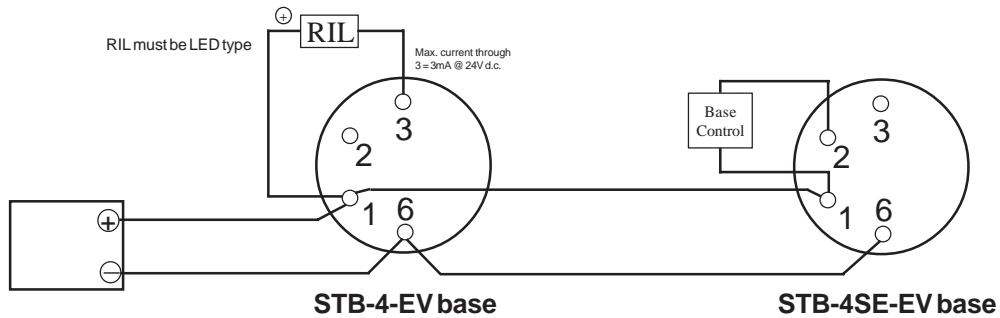 +
RIL
RIL must be LED type
Max. current through
3 = 3mA @ 24V d.c.
3
2
1
6
+
−
Base
Control
3
2
1
6
STB-4-EV base
STB-4SE-EV base